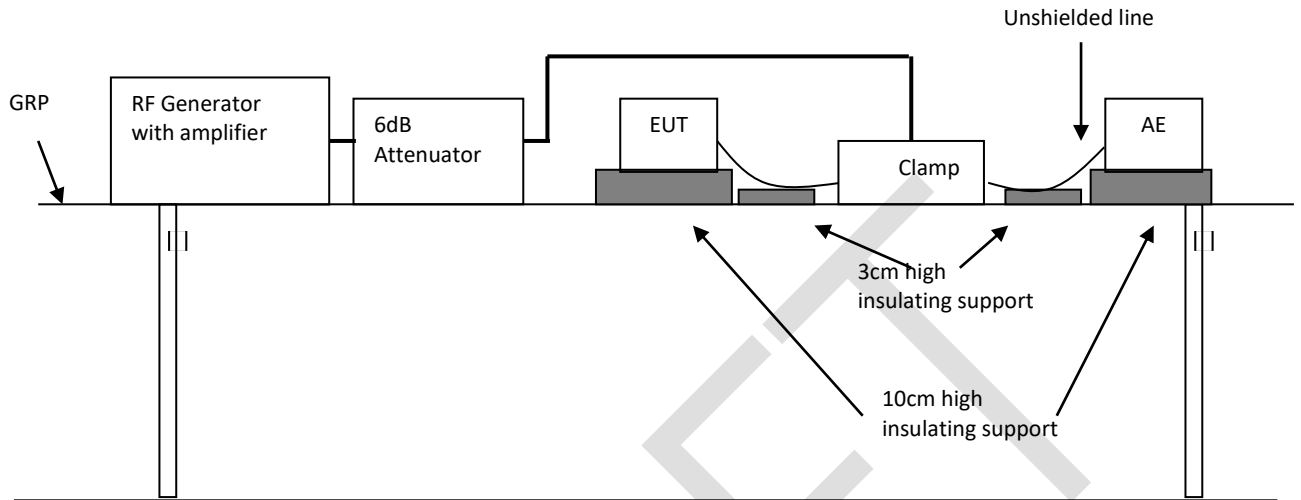 Unshielded line
GRP
RF Generator
with amplifier
6dB
Attenuator
EUT
Clamp
AE
3cm high
insulating support
10cm high
insulating support